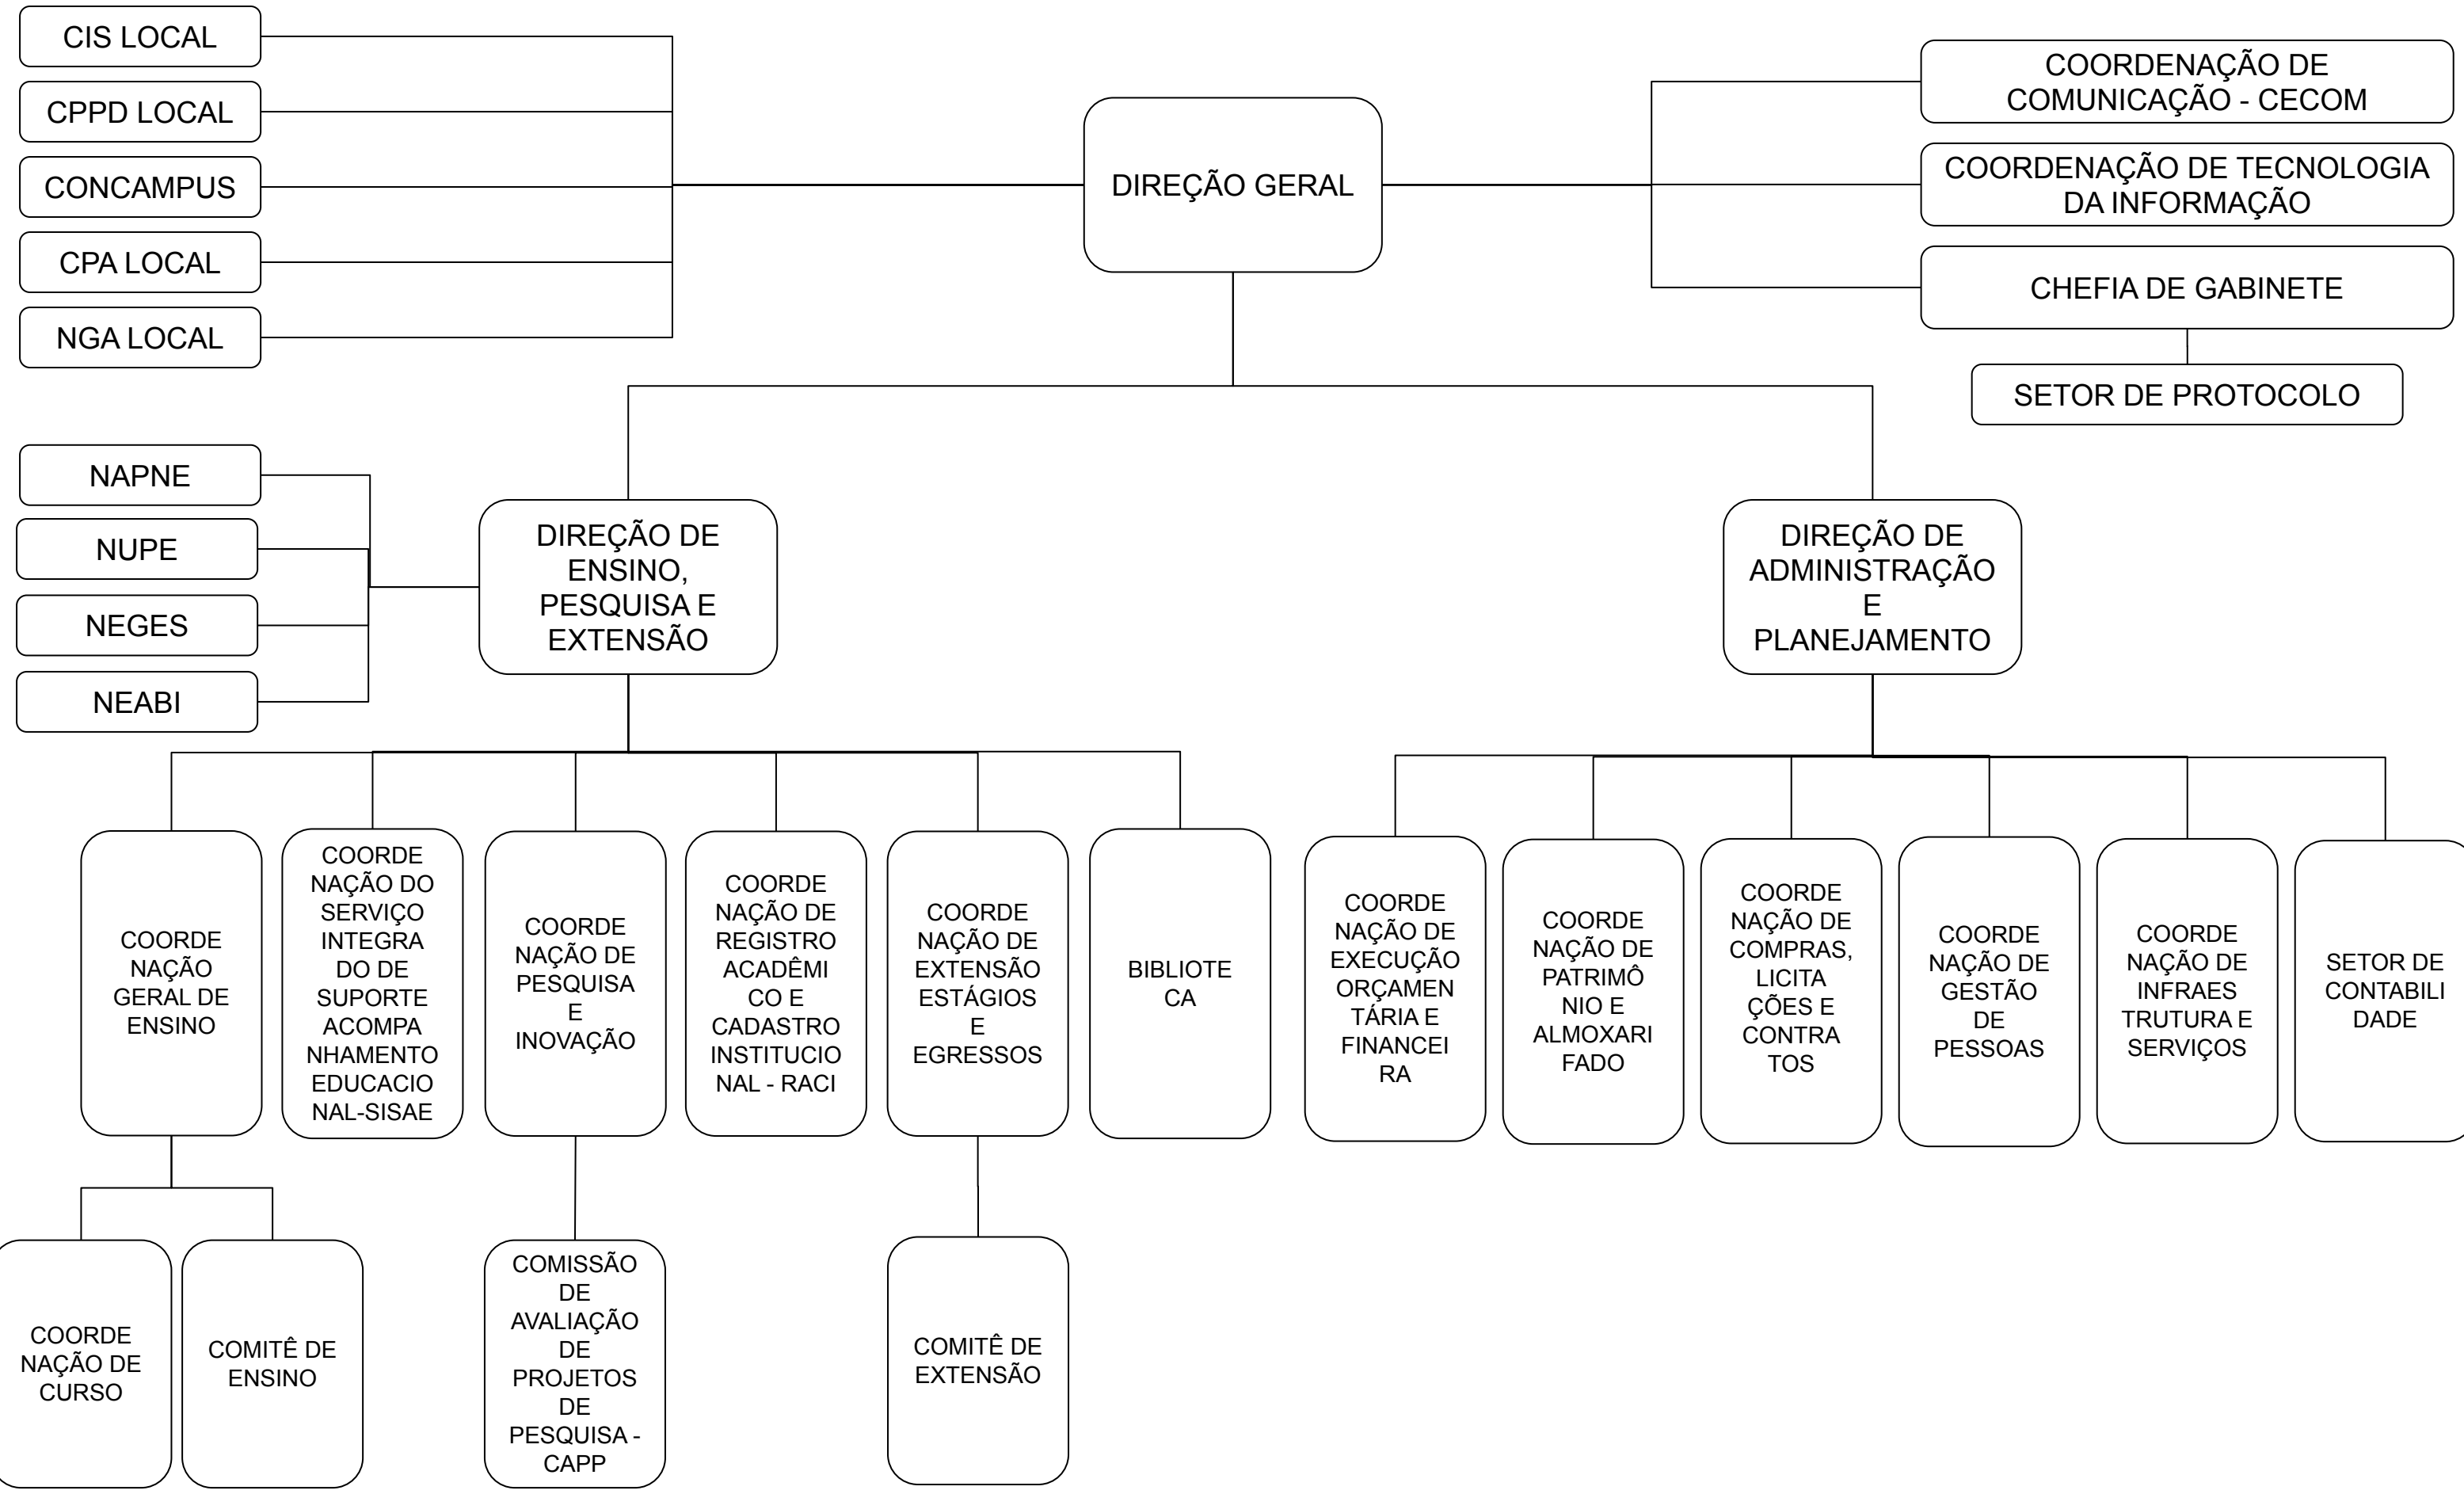 CIS LOCAL
CPPD LOCAL
CONCAMPUS
CPA LOCAL
NGA LOCAL
DIREÇÃO GERAL
COORDENAÇÃO DE
COMUNICAÇÃO - CECOM
COORDENAÇÃO DE TECNOLOGIA
DA INFORMAÇÃO
CHEFIA DE GABINETE
SETOR DE PROTOCOLO
NAPNE
NUPE
NEGES
NEABI
DIREÇÃO DE
ENSINO,
PESQUISA E
EXTENSÃO
DIREÇÃO DE
ADMINISTRAÇÃO
E
PLANEJAMENTO
COORDE
NAÇÃO
GERAL DE
ENSINO
COORDE
NAÇÃO DO
SERVIÇO
INTEGRA
DO DE
SUPORTE
ACOMPA
NHAMENTO
EDUCACIO
NAL-SISAE
COORDE
NAÇÃO DE
PESQUISA
E
INOVAÇÃO
COORDE
NAÇÃO DE
REGISTRO
ACADÊMI
CO E
CADASTRO
INSTITUCIO
NAL - RACI
COORDE
NAÇÃO DE
EXTENSÃO
ESTÁGIOS
E
EGRESSOS
BIBLIOTE
CA
COORDE
NAÇÃO DE
EXECUÇÃO
ORÇAMEN
TÁRIA E
FINANCEI
RA
COORDE
NAÇÃO DE
PATRIMÔ
NIO E
ALMOXARI
FADO
COORDE
NAÇÃO DE
COMPRAS,
LICITA
ÇÕES E
CONTRA
TOS
COORDE
NAÇÃO DE
GESTÃO
DE
PESSOAS
COORDE
NAÇÃO DE
INFRAES
TRUTURA E
SERVIÇOS
SETOR DE
CONTABILI
DADE
COORDE
NAÇÃO DE
CURSO
COMITÊ DE
ENSINO
COMISSÃO
DE
AVALIAÇÃO
DE
PROJETOS
DE
PESQUISA -
CAPP
COMITÊ DE
EXTENSÃO